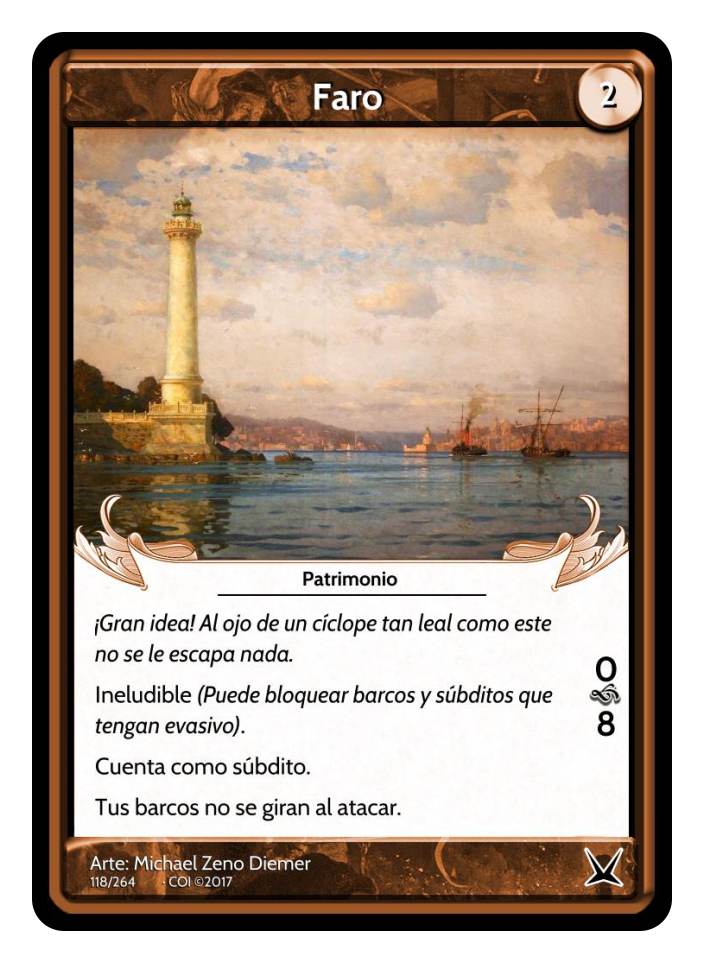 Faro
2
Patrimonio
¡Gran idea! Al ojo de un cíclope tan leal como este
no se le escapa nada.
Ineludible (Puede bloquear barcos y súbditos que
tengan evasivo).
Cuenta como súbdito.
Tus barcos no se giran al atacar.
0
8
Arte: Michael Zeno Diemer
118/264 · COI ©2017